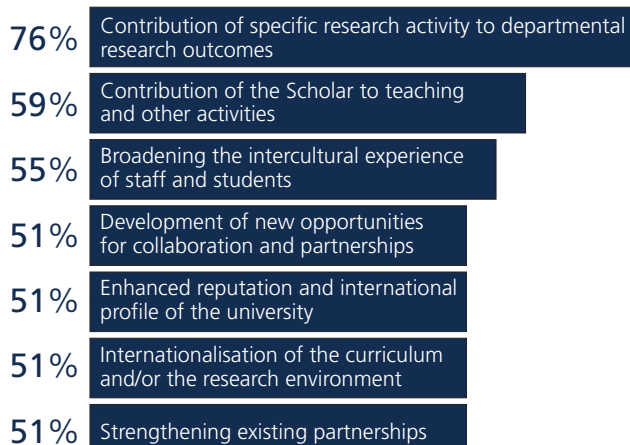 76% Contribution of specific research activity to departmental
research outcomes
59% Contribution of the Scholar to teaching
and other activities
55% Broadening the intercultural experience
of staff and students
51% Development of new opportunities
for collaboration and partnerships
51% Enhanced reputation and international
profile of the university
51% Internationalisation of the curriculum
and/or the research environment
51% Strengthening existing partnerships